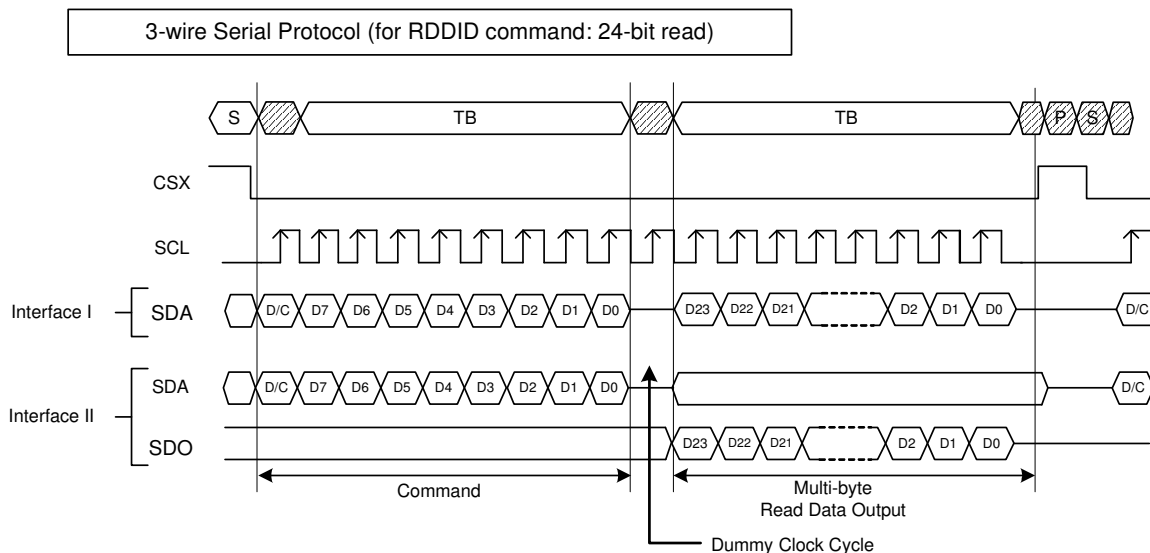 3-wire Serial Protocol (for RDDID command: 24-bit read)
S TB TB P S
CSX
SCL
Interface I SDA D/C D7 D6 D5 D4 D3 D2 D1 D0 D23 D22 D21 D2 D1 D0 D/C
SDA D/C D7 D6 D5 D4 D3 D2 D1 D0 D/C
Interface II
SDO D23 D22 D21 D2 D1 D0
Command
Multi-byte
Read Data Output
Dummy Clock Cycle